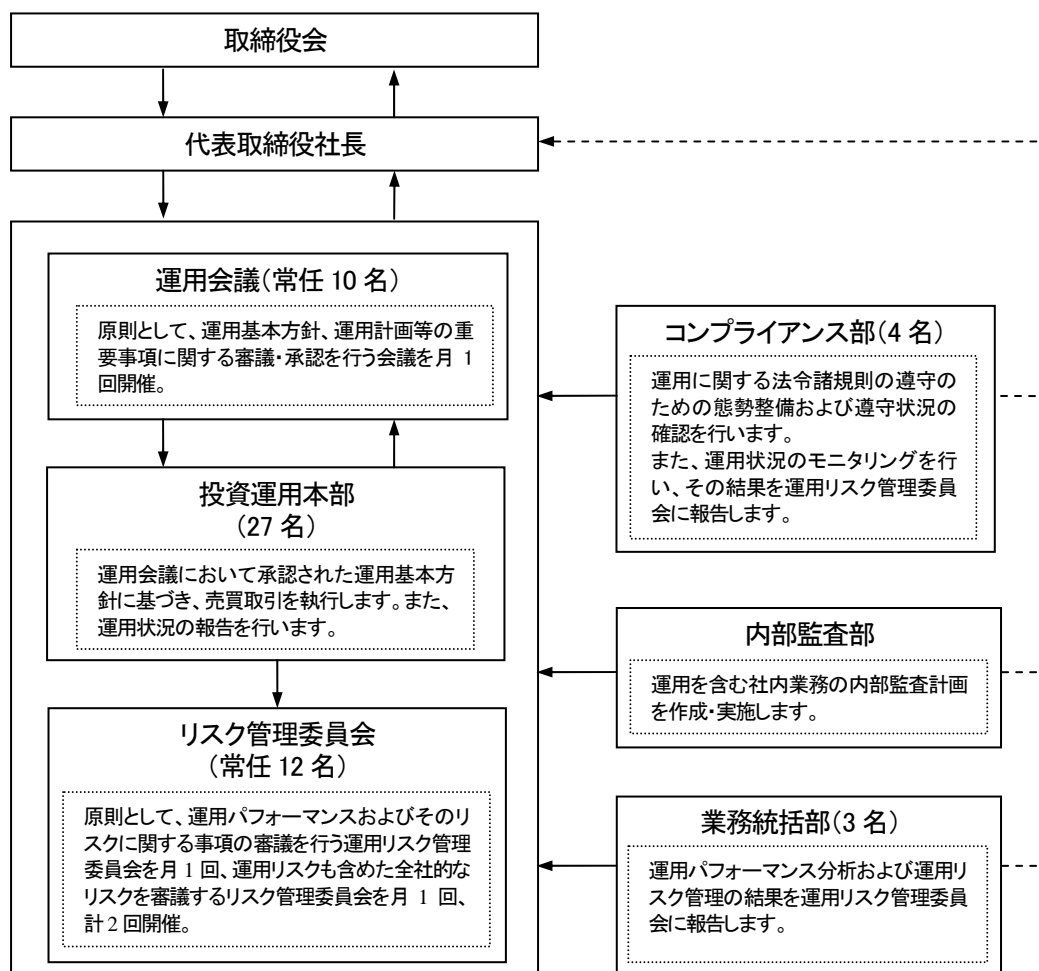 取締役会
代表取締役社長
運用会議(常任 10 名)
原則として、運用基本方針、運用計画等の重
要事項に関する審議・承認を行う会議を月 1
回開催。
投資運用本部
(27 名)
運用会議において承認された運用基本方
針に基づき、売買取引を執行します。また、
運用状況の報告を行います。
リスク管理委員会
(常任 12 名)
原則として、運用パフォーマンスおよびそのリ
スクに関する事項の審議を行う運用リスク管理
委員会を月 1 回、運用リスクも含めた全社的な
リスクを審議するリスク管理委員会を月 1 回、
計 2 回開催。
コンプライアンス部(4 名)
運用に関する法令諸規則の遵守の
ための態勢整備および遵守状況の
確認を行います。
また、運用状況のモニタリングを行
い、その結果を運用リスク管理委員
会に報告します。
内部監査部
運用を含む社内業務の内部監査計画
を作成・実施します。
業務統括部(3 名)
運用パフォーマンス分析および運用リ
スク管理の結果を運用リスク管理委員
会に報告します。